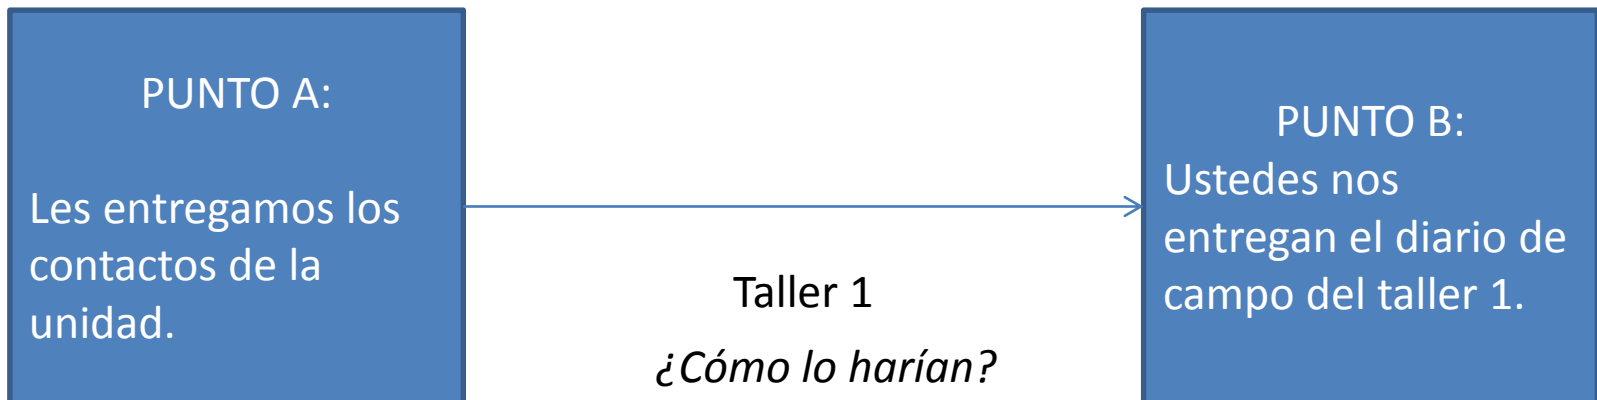 PUNTO A:
Les entregamos los
contactos de la
unidad.
Taller 1
¿Cómo lo harían?
PUNTO B:
Ustedes nos
entregan el diario de
campo del taller 1.